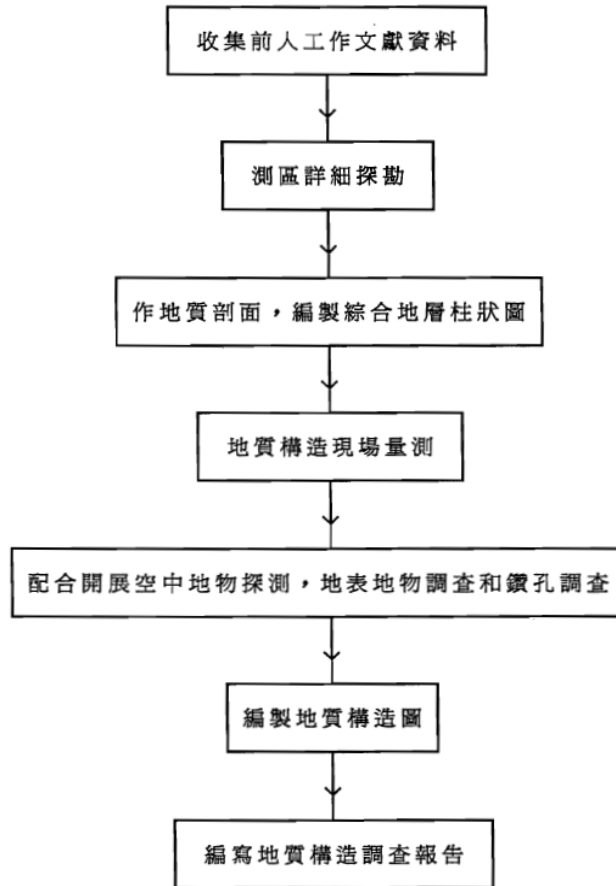 收集前人工作文獻資料
測區詳細探勘
作地質剖面，編製綜合地層柱狀圖
地質構造現場量測
配合開展空中地物探測，地表地物調查和鑽孔調查
編製地質構造圖
編寫地質構造調查報告